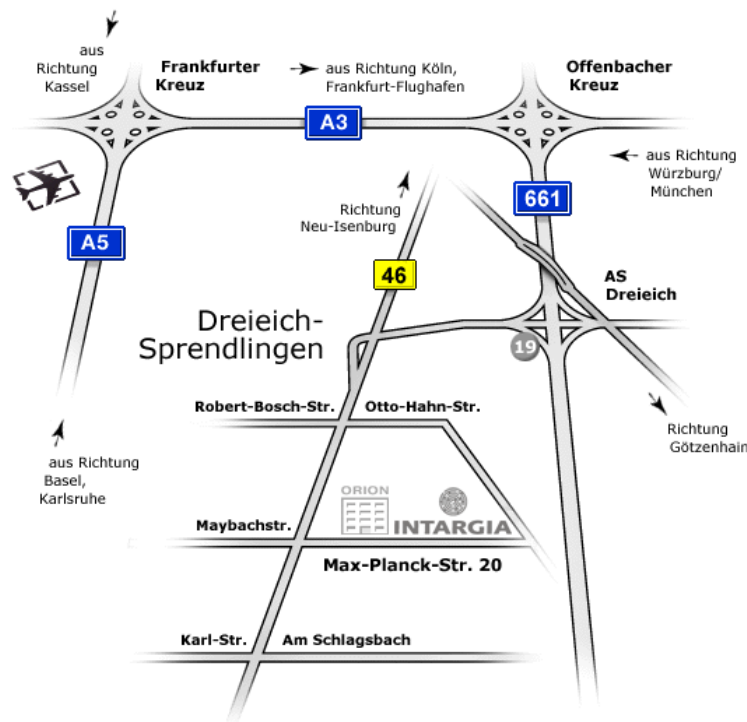 aus
Richtung
Kassel
Frankfurter
Kreuz
aus Richtung Köln,
Frankfurt-Flughafen
Offenbacher
Kreuz
A3
aus Richtung
Würzburg/
München
661
Richtung
Neu-Isenburg
A5
46
AS
Dreieich
Dreieich-
Sprendlingen
19
Robert-Bosch-Str.
Otto-Hahn-Str.
Richtung
Götzenhain
aus Richtung
Basel,
Karlsruhe
ORION
INTARGIA
Maybachstr.
Max-Planck-Str. 20
Karl-Str.
Am Schlagsbach